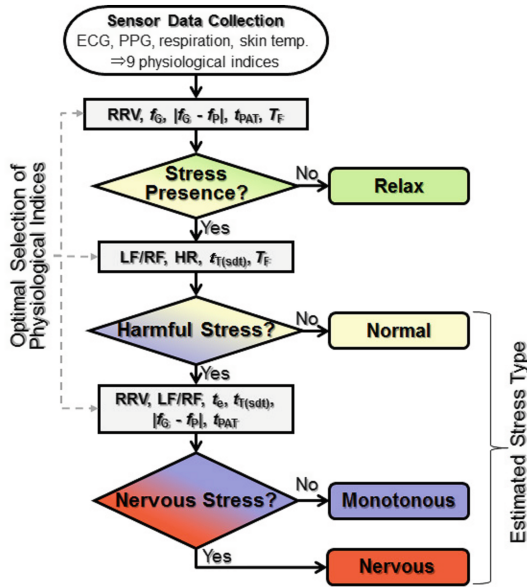 Sensor Data Collection
ECG, PPG, respiration, skin temp.
⇒9 physiological indices
RRV, fG, |fG - fP|, tPAT, TF
Stress
Presence?
No
Relax
Yes
LF/RF, HR, tT(sdt), TF
Harmful Stress?
No
Normal
Yes
RRV, LF/RF, te, tT(sdt),
|fG - fP|, tPAT
Nervous Stress?
No
Monotonous
Yes
Nervous
Optimal Selection of
Physiological Indices
Estimated Stress Type